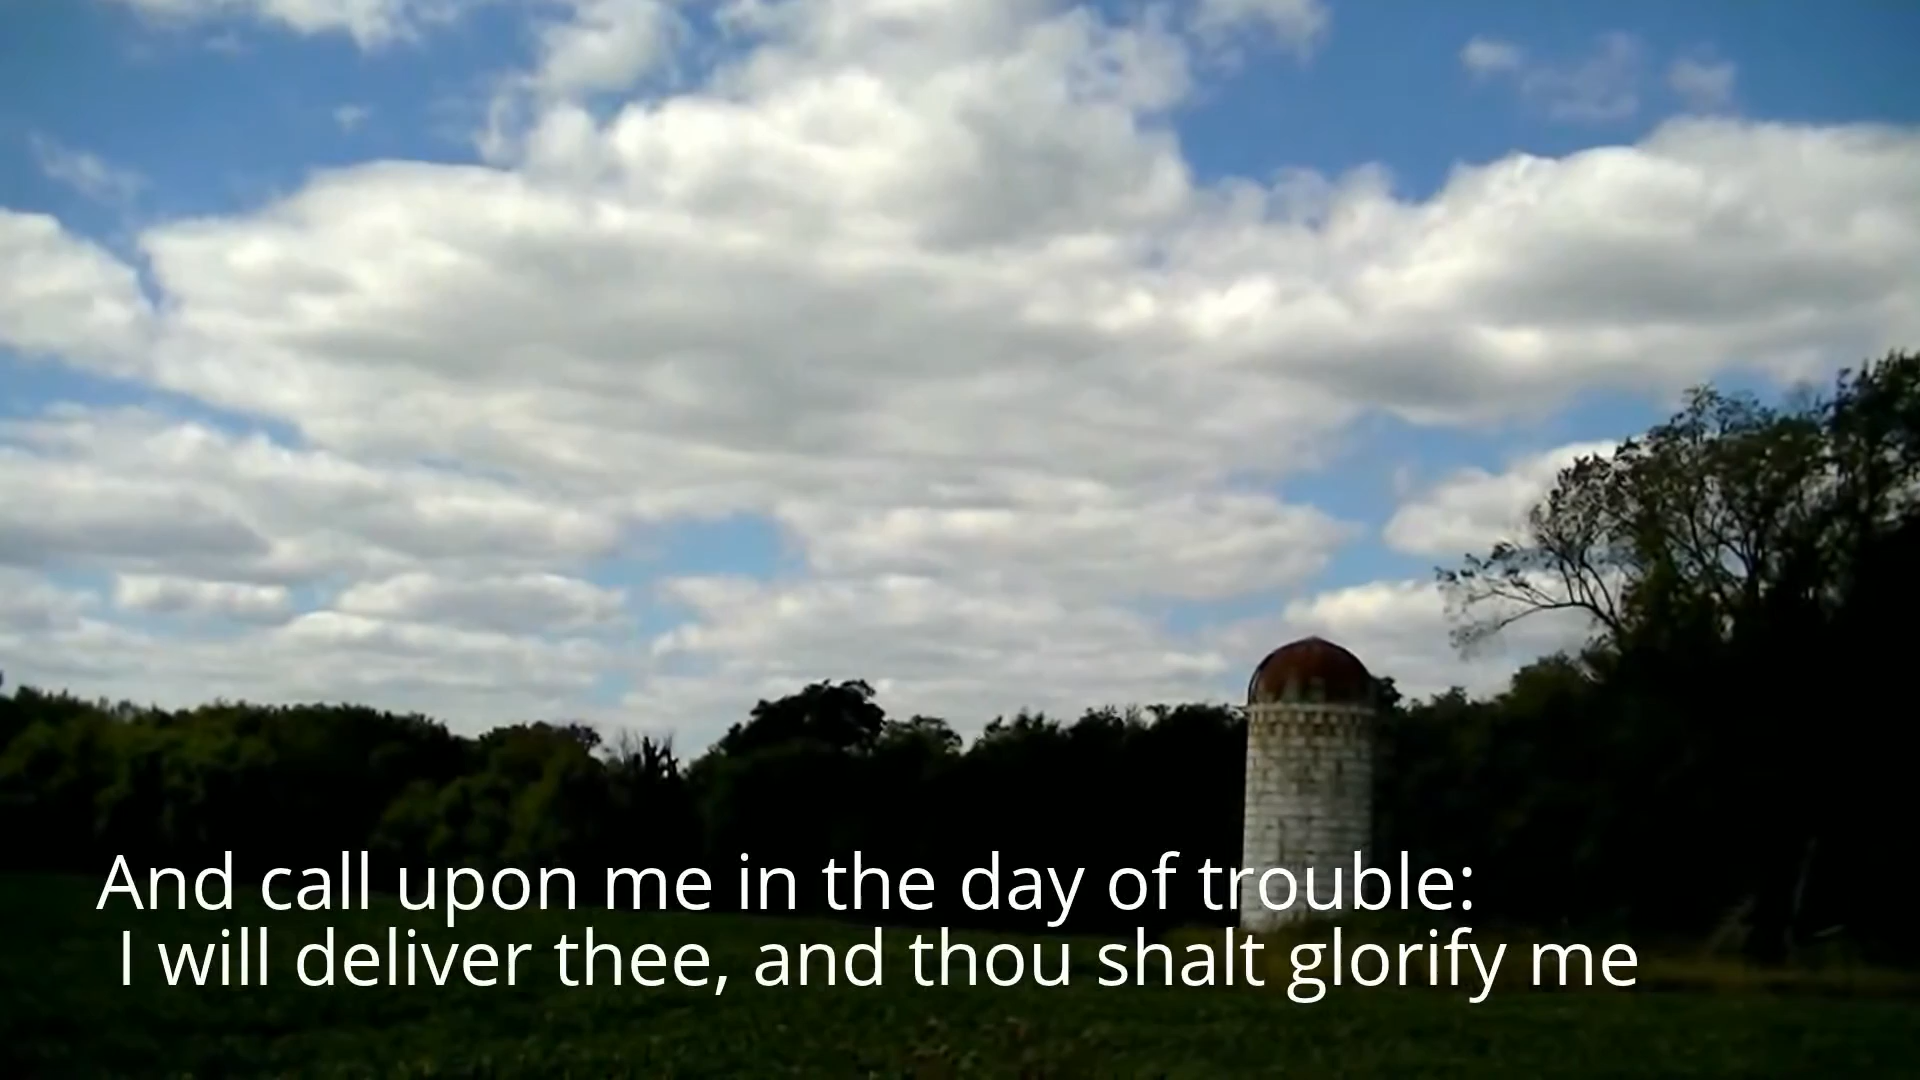 And call upon me in the day of trouble:
I will deliver thee, and thou shalt glorify me